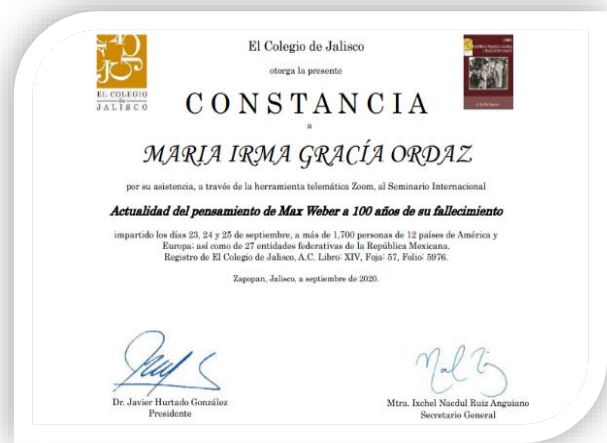 El Colegio de Jalisco
otorga la presente
CONSTANCIA
a
MARIA IRMA GRACÍA ORDAZ
por su asistencia, a través de la herramienta telemática Zoom, al Seminario Internacional
Actualidad del pensamiento de Max Weber a 100 años de su fallecimiento
impartido los días 23, 24 y 25 de septiembre, a más de 1,700 personas de 12 países de América y
Europa; así como de 27 entidades federativas de la República Mexicana.
Registro de El Colegio de Jalisco, A.C. Libro: XIV, Foja: 57, Folio: 5976.
Zapopan, Jalisco, a septiembre de 2020.
EL COLEGIO
de
JALISCO
Dr. Javier Hurtado González
Presidente
Mtra. Ixchel Nacdul Ruiz Anguiano
Secretario General